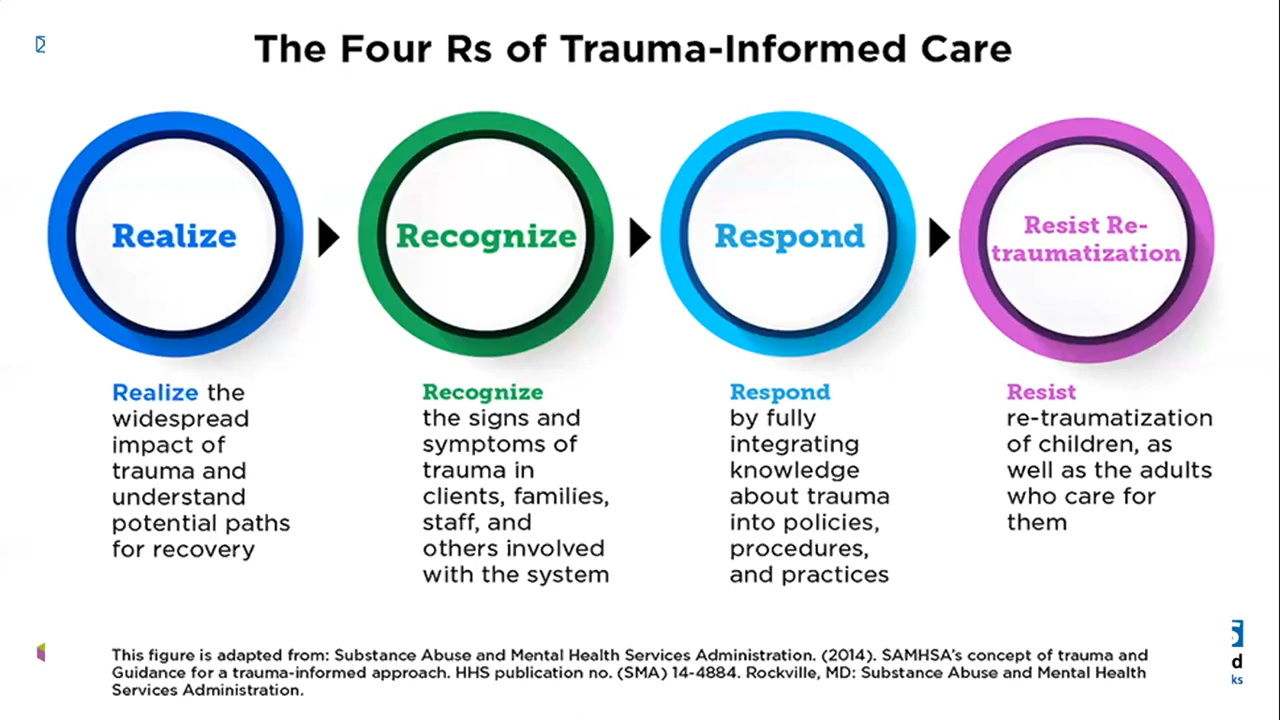 The Four Rs of Trauma-Informed Care
Realize
Recognize
Respond
Resist Re-
traumatization
Realize the
widespread
impact of
trauma and
understand
potential paths
for recovery
Recognize
the signs and
symptoms of
trauma in
clients, families,
staff, and
others involved
with the system
Respond
by fully
integrating
knowledge
about trauma
into policies,
procedures,
and practices
Resist
re-traumatization
of children, as
well as the adults
who care for
them
This figure is adapted from: Substance Abuse and Mental Health Services Administration. (2014). SAMHSA's concept of trauma and
Guidance for a trauma-informed approach. HHS publication no. (SMA) 14-4884. Rockville, MD: Substance Abuse and Mental Health
Services Administration.
d
ks